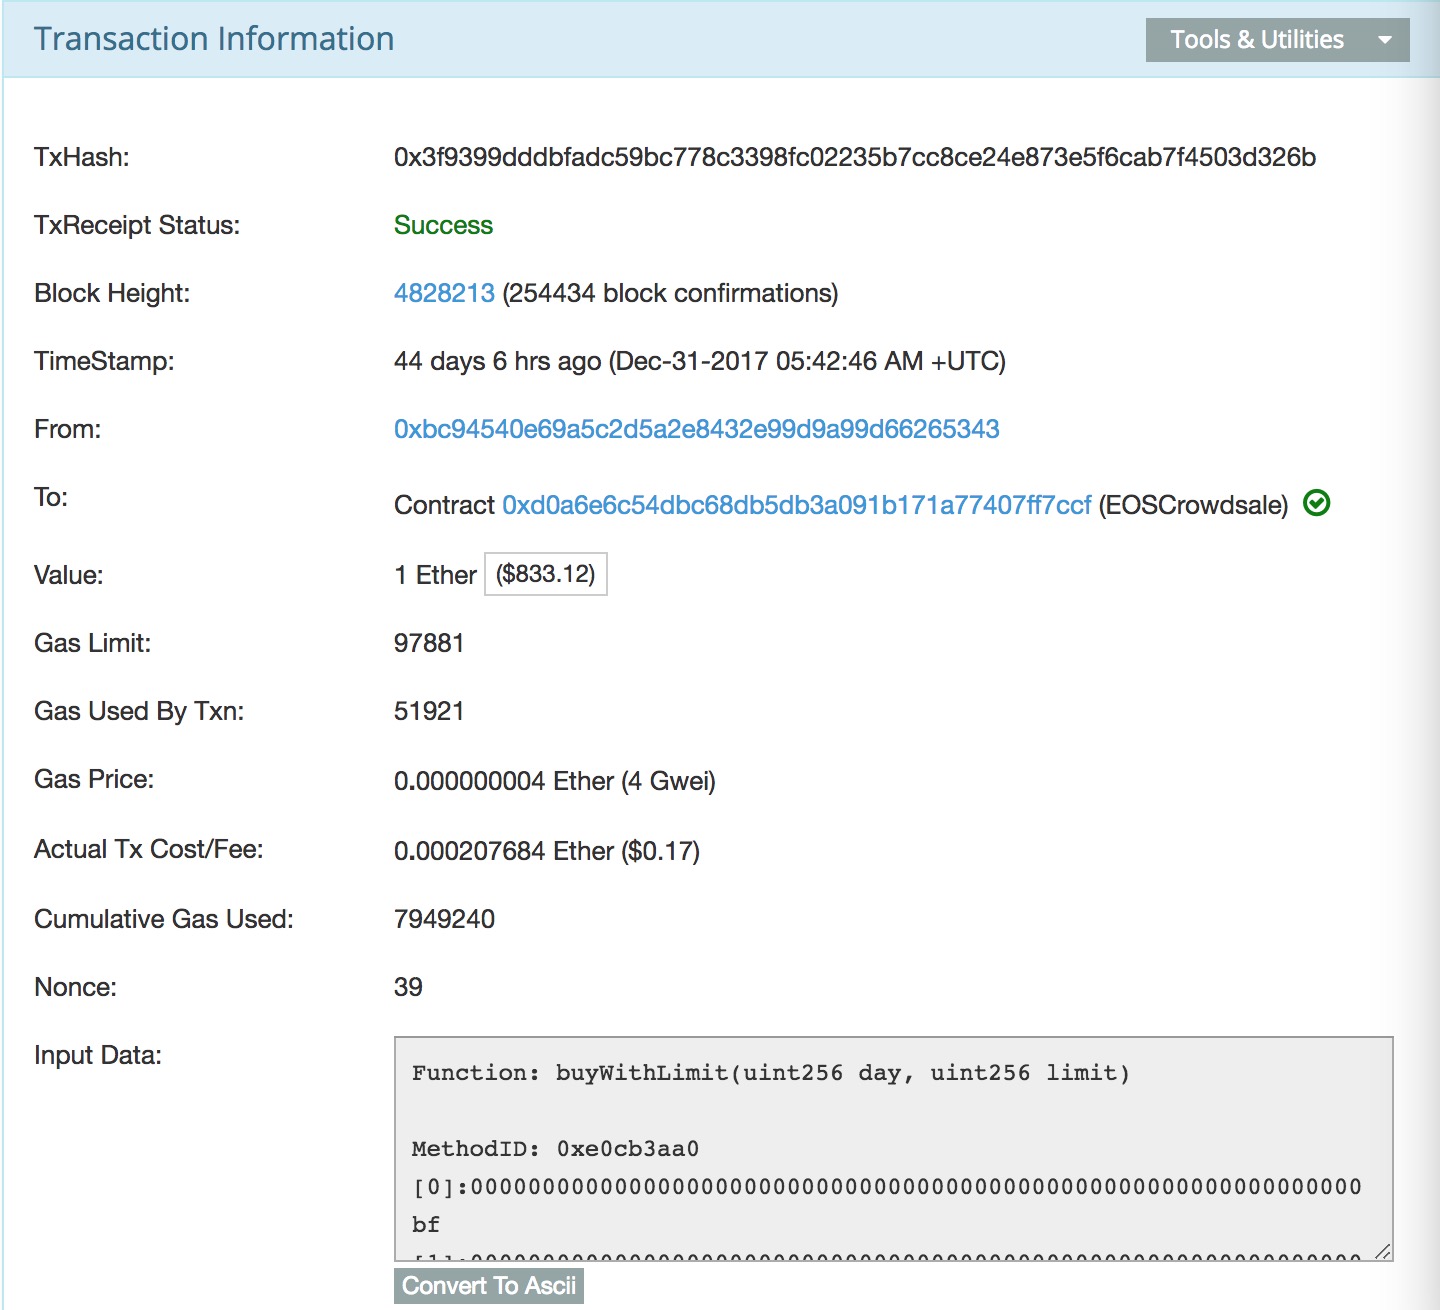 Transaction Information
Tools & Utilities
TxHash: 0x3f9399dddbfadc59bc778c3398fc02235b7cc8ce24e873e5f6cab7f4503d326b
TxReceipt Status: Success
Block Height: 4828213 (254434 block confirmations)
TimeStamp: 44 days 6 hrs ago (Dec-31-2017 05:42:46 AM +UTC)
From: 0xbc94540e69a5c2d5a2e8432e99d9a99d66265343
To: Contract 0xd0a6e6c54dbc68db5db3a091b171a77407ff7ccf (EOSCrowdsale)
Value: 1 Ether ($833.12)
Gas Limit: 97881
Gas Used By Txn: 51921
Gas Price: 0.000000004 Ether (4 Gwei)
Actual Tx Cost/Fee: 0.000207684 Ether ($0.17)
Cumulative Gas Used: 7949240
Nonce: 39
Input Data:
Function: buyWithLimit(uint256 day, uint256 limit)
MethodID: 0xe0cb3aa0
[0]:00000000000000000000000000000000000000000000000000000000000000
bf
Convert To Ascii